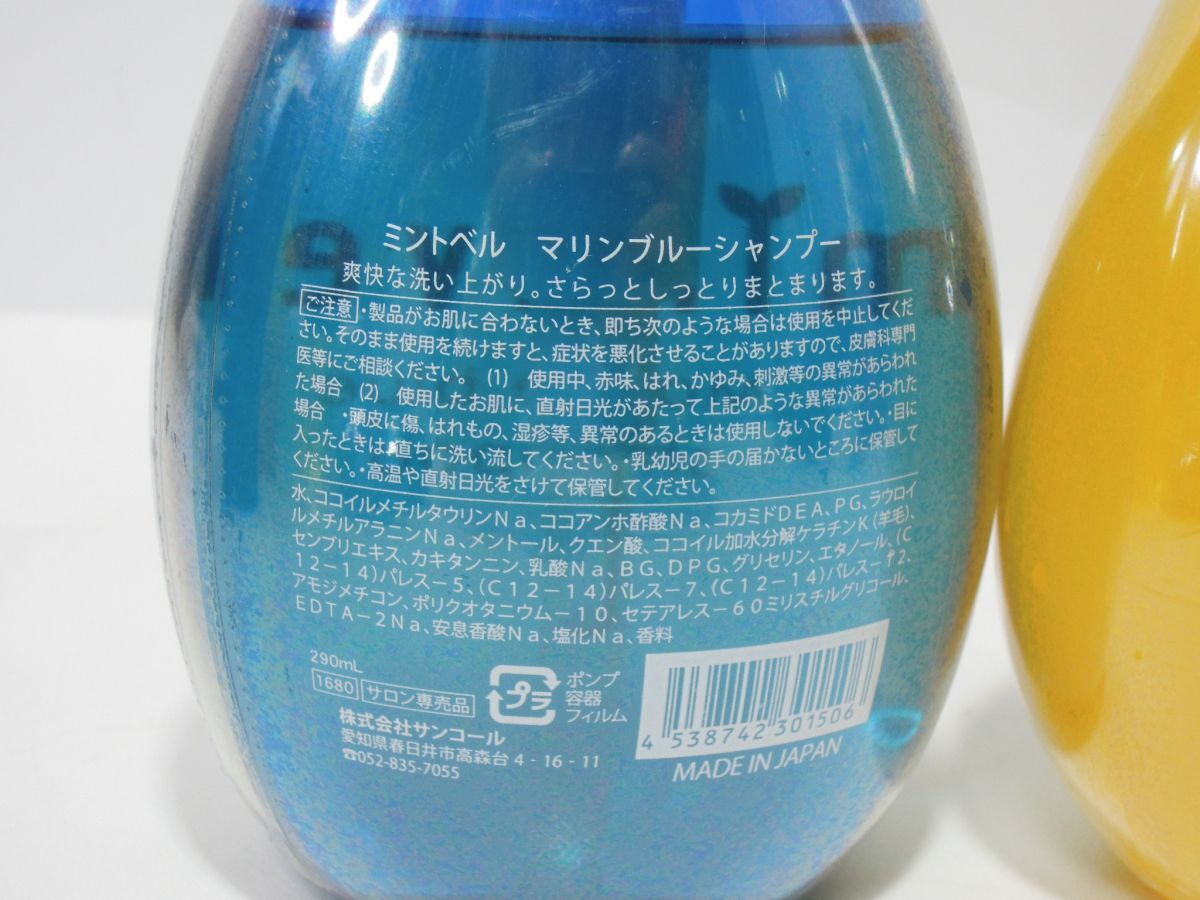 ミントベル　マリンブルーシャンプー
爽快な洗い上がり。さらっとしっとりまとまります。
ご注意 ・製品がお肌に合わないとき、即ち次のような場合は使用を中止してくだ
さい。そのまま使用を続けますと、症状を悪化させることがありますので、皮膚科専門
医等にご相談ください。　(1)　使用中、赤味、はれ、かゆみ、刺激等の異常があらわれ
た場合　(2)　使用したお肌に、直射日光があたって上記のような異常があらわれた
場合　・頭皮に傷、はれもの、湿疹等、異常のあるときは使用しないでください。・目に
入ったときは、直ちに洗い流してください。・乳幼児の手の届かないところに保管して
ください。・高温や直射日光をさけて保管してください。
水、ココイルメチルタウリンNa、ココアンホ酢酸Na、コカミドDEA、PG、ラウロイ
ルメチルアラニンNa、メントール、クエン酸、ココイル加水分解ケラチンK(羊毛)、
センブリエキス、カキタンニン、乳酸Na、BG、DPG、グリセリン、エタノール、(C
12-14)パレス-5、(C12-14)パレス-7、(C12-14)パレス-12、
アモジメチコン、ポリクオタニウム-10、セテアレス-60ミリスチルグリコール、
EDTA-2Na、安息香酸Na、塩化Na、香料
290mL
1680 サロン専売品
プラ
ポンプ
容器
フィルム
株式会社サンコール
愛知県春日井市高森台4-16-11
☎052-835-7055
4 538742 301506
MADE IN JAPAN